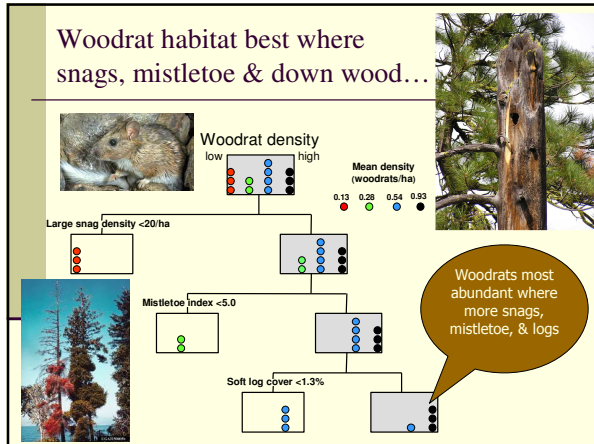 Woodrat habitat best where
snags, mistletoe & down wood…
Woodrat density
low high
Mean density
(woodrats/ha)
0.13 0.28 0.54 0.93
Large snag density <20/ha
Mistletoe index <5.0
Soft log cover <1.3%
Woodrats most
abundant where
more snags,
mistletoe, & logs